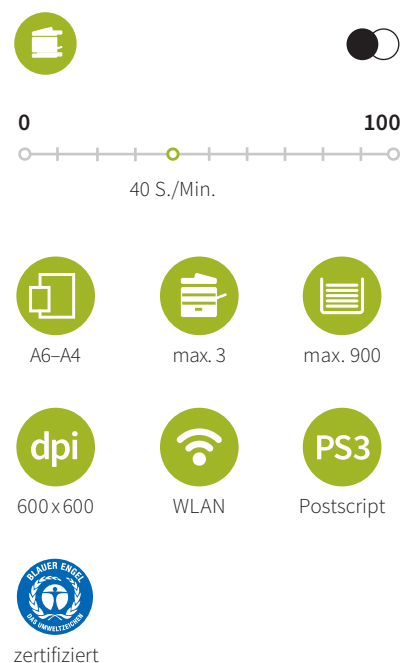 0 100
40 S./Min.
A6–A4 max. 3 max. 900
dpi PS3
600 x 600 WLAN Postscript
BLAUER ENGEL
DAS UMWELTZEICHEN
zertifiziert